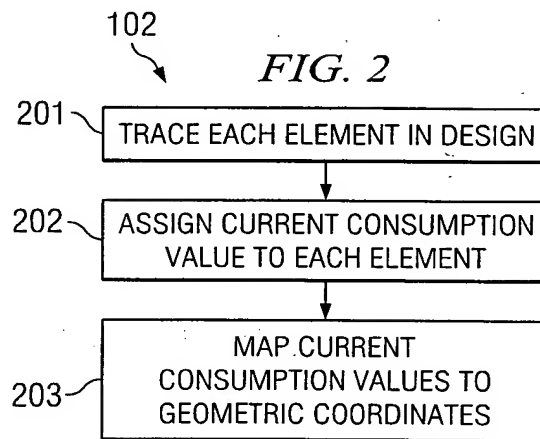 102
FIG. 2
201
TRACE EACH ELEMENT IN DESIGN
202
ASSIGN CURRENT CONSUMPTION
VALUE TO EACH ELEMENT
203
MAP CURRENT
CONSUMPTION VALUES TO
GEOMETRIC COORDINATES